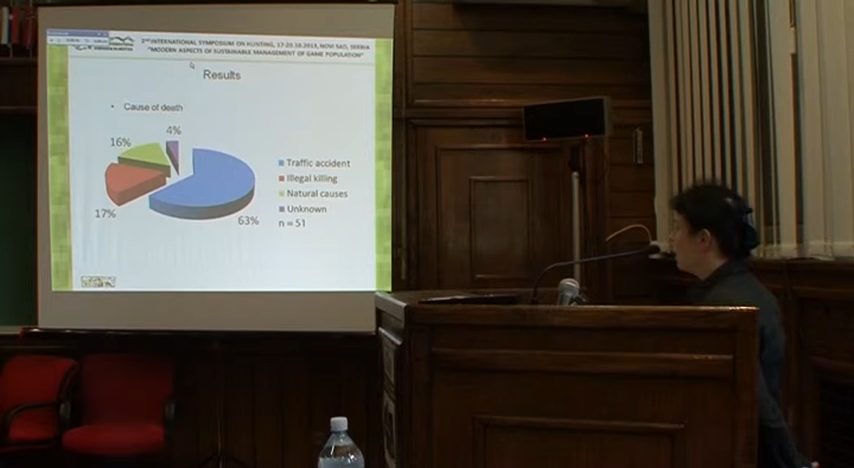 2ND INTERNATIONAL SYMPOSIUM ON HUNTING, 17-20.10.2013, NOVI SAD, SERBIA
"MODERN ASPECTS OF SUSTAINABLE MANAGEMENT OF GAME POPULATION"
Results
• Cause of death
4%
16%
17%
63%
Traffic accident
Illegal killing
Natural causes
Unknown
n = 51